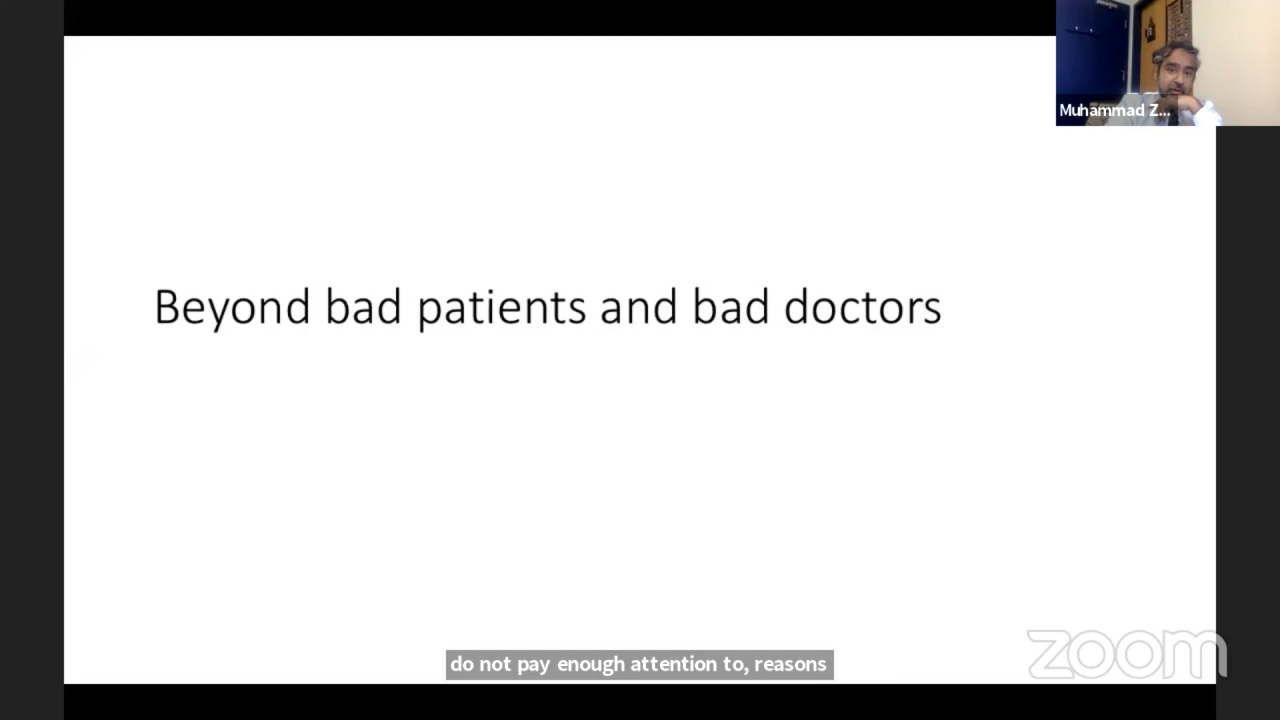 Muhammad Z...
Beyond bad patients and bad doctors
do not pay enough attention to, reasons
zoom